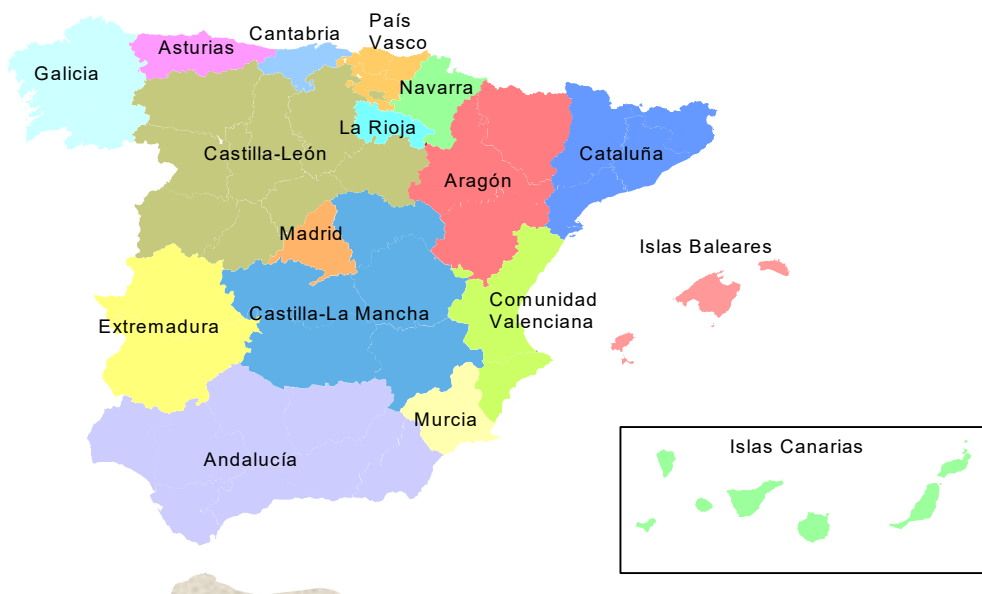 País
Vasco
Cantabria
Asturias
Galicia
Navarra
La Rioja
Castilla-León
Cataluña
Aragón
Madrid
Islas Baleares
Comunidad
Valenciana
Castilla-La Mancha
Extremadura
Murcia
Andalucía
Islas Canarias